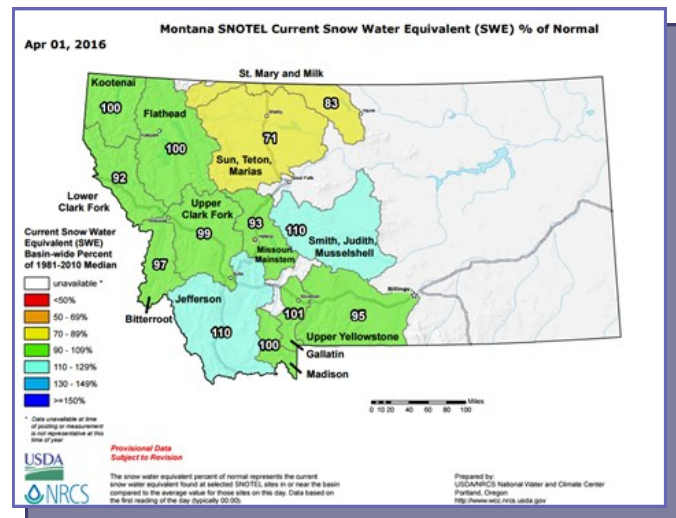 Montana SNOTEL Current Snow Water Equivalent (SWE) % of Normal
Apr 01, 2016
St. Mary and Milk
Kootenai
100
Flathead
100
83
71
Sun, Teton,
Marias
92
Lower
Clark Fork
Upper
Clark Fork
99
93
Missouri
Mainstem
110
Smith, Judith,
Musselshell
97
Bitterroot
Jefferson
110
101
95
Upper Yellowstone
100
Gallatin
Madison
Billings
Current Snow Water
Equivalent (SWE)
Basin-wide Percent
of 1981-2010 Median
unavailable *
<50%
50 - 69%
70 - 89%
90 - 109%
110 - 129%
130 - 149%
>=150%
* Data unavailable at time
of posting or measurement
is not representative at this
time of year
Miles
0 10 20 40 60 80 100
Provisional Data
Subject to Revision
USDA
NRCS
The snow water equivalent percent of normal represents the current
snow water equivalent found at selected SNOTEL sites in or near the basin
compared to the average value for those sites on this day. Data based on
the first reading of the day (typically 00:00).
Prepared by:
USDA/NRCS National Water and Climate Center
Portland, Oregon
http://www.wcc.nrcs.usda.gov